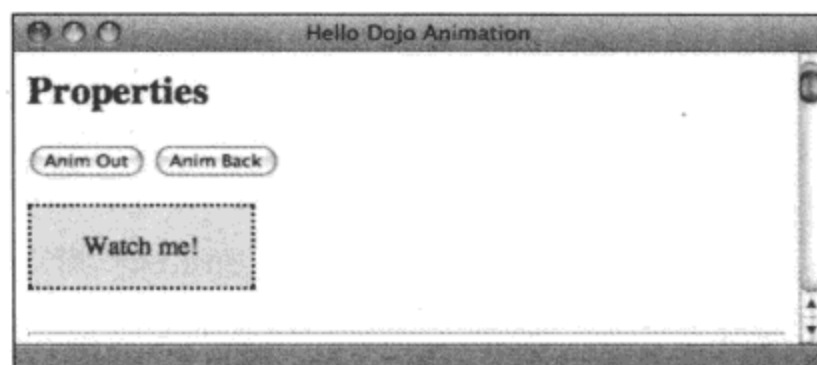 Hello Dojo Animation
Properties
Anim Out Anim Back
Watch me!